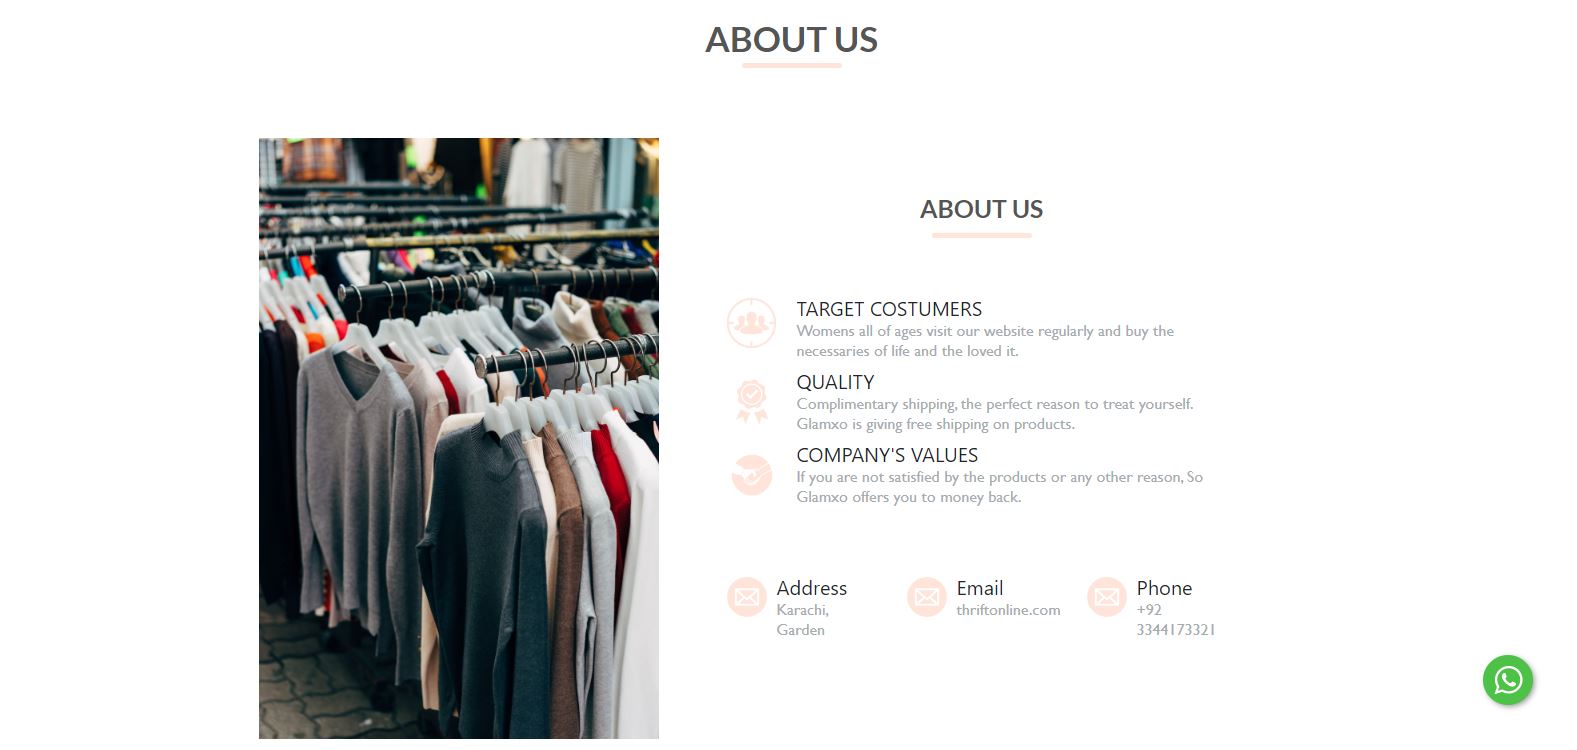 ABOUT US
ABOUT US
TARGET COSTUMERS
Womens all of ages visit our website regularly and buy the
necessaries of life and the loved it.
QUALITY
Complimentary shipping, the perfect reason to treat yourself.
Glamxo is giving free shipping on products.
COMPANY'S VALUES
If you are not satisfied by the products or any other reason, So
Glamxo offers you to money back.
Address
Karachi,
Garden
Email
thriftonline.com
Phone
+92
3344173321